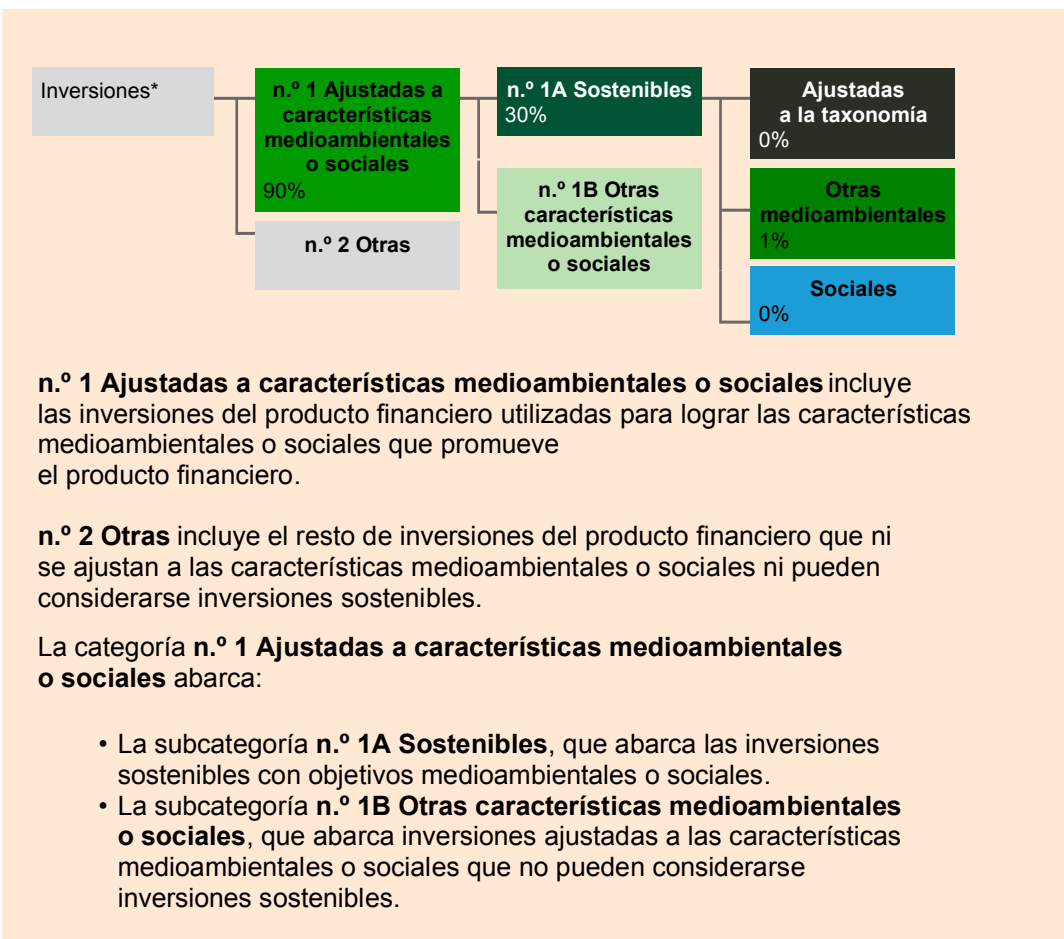 Inversiones*
n.º 1 Ajustadas a
características
medioambientales
o sociales
90%
n.º 2 Otras
n.º 1A Sostenibles
30%
n.º 1B Otras
características
medioambientales
o sociales
Ajustadas
a la taxonomía
0%
Otras
medioambientales
1%
Sociales
0%
n.º 1 Ajustadas a características medioambientales o sociales incluye
las inversiones del producto financiero utilizadas para lograr las características
medioambientales o sociales que promueve
el producto financiero.
n.º 2 Otras incluye el resto de inversiones del producto financiero que ni
se ajustan a las características medioambientales o sociales ni pueden
considerarse inversiones sostenibles.
La categoría n.º 1 Ajustadas a características medioambientales
o sociales abarca:
• La subcategoría n.º 1A Sostenibles, que abarca las inversiones
sostenibles con objetivos medioambientales o sociales.
• La subcategoría n.º 1B Otras características medioambientales
o sociales, que abarca inversiones ajustadas a las características
medioambientales o sociales que no pueden considerarse
inversiones sostenibles.